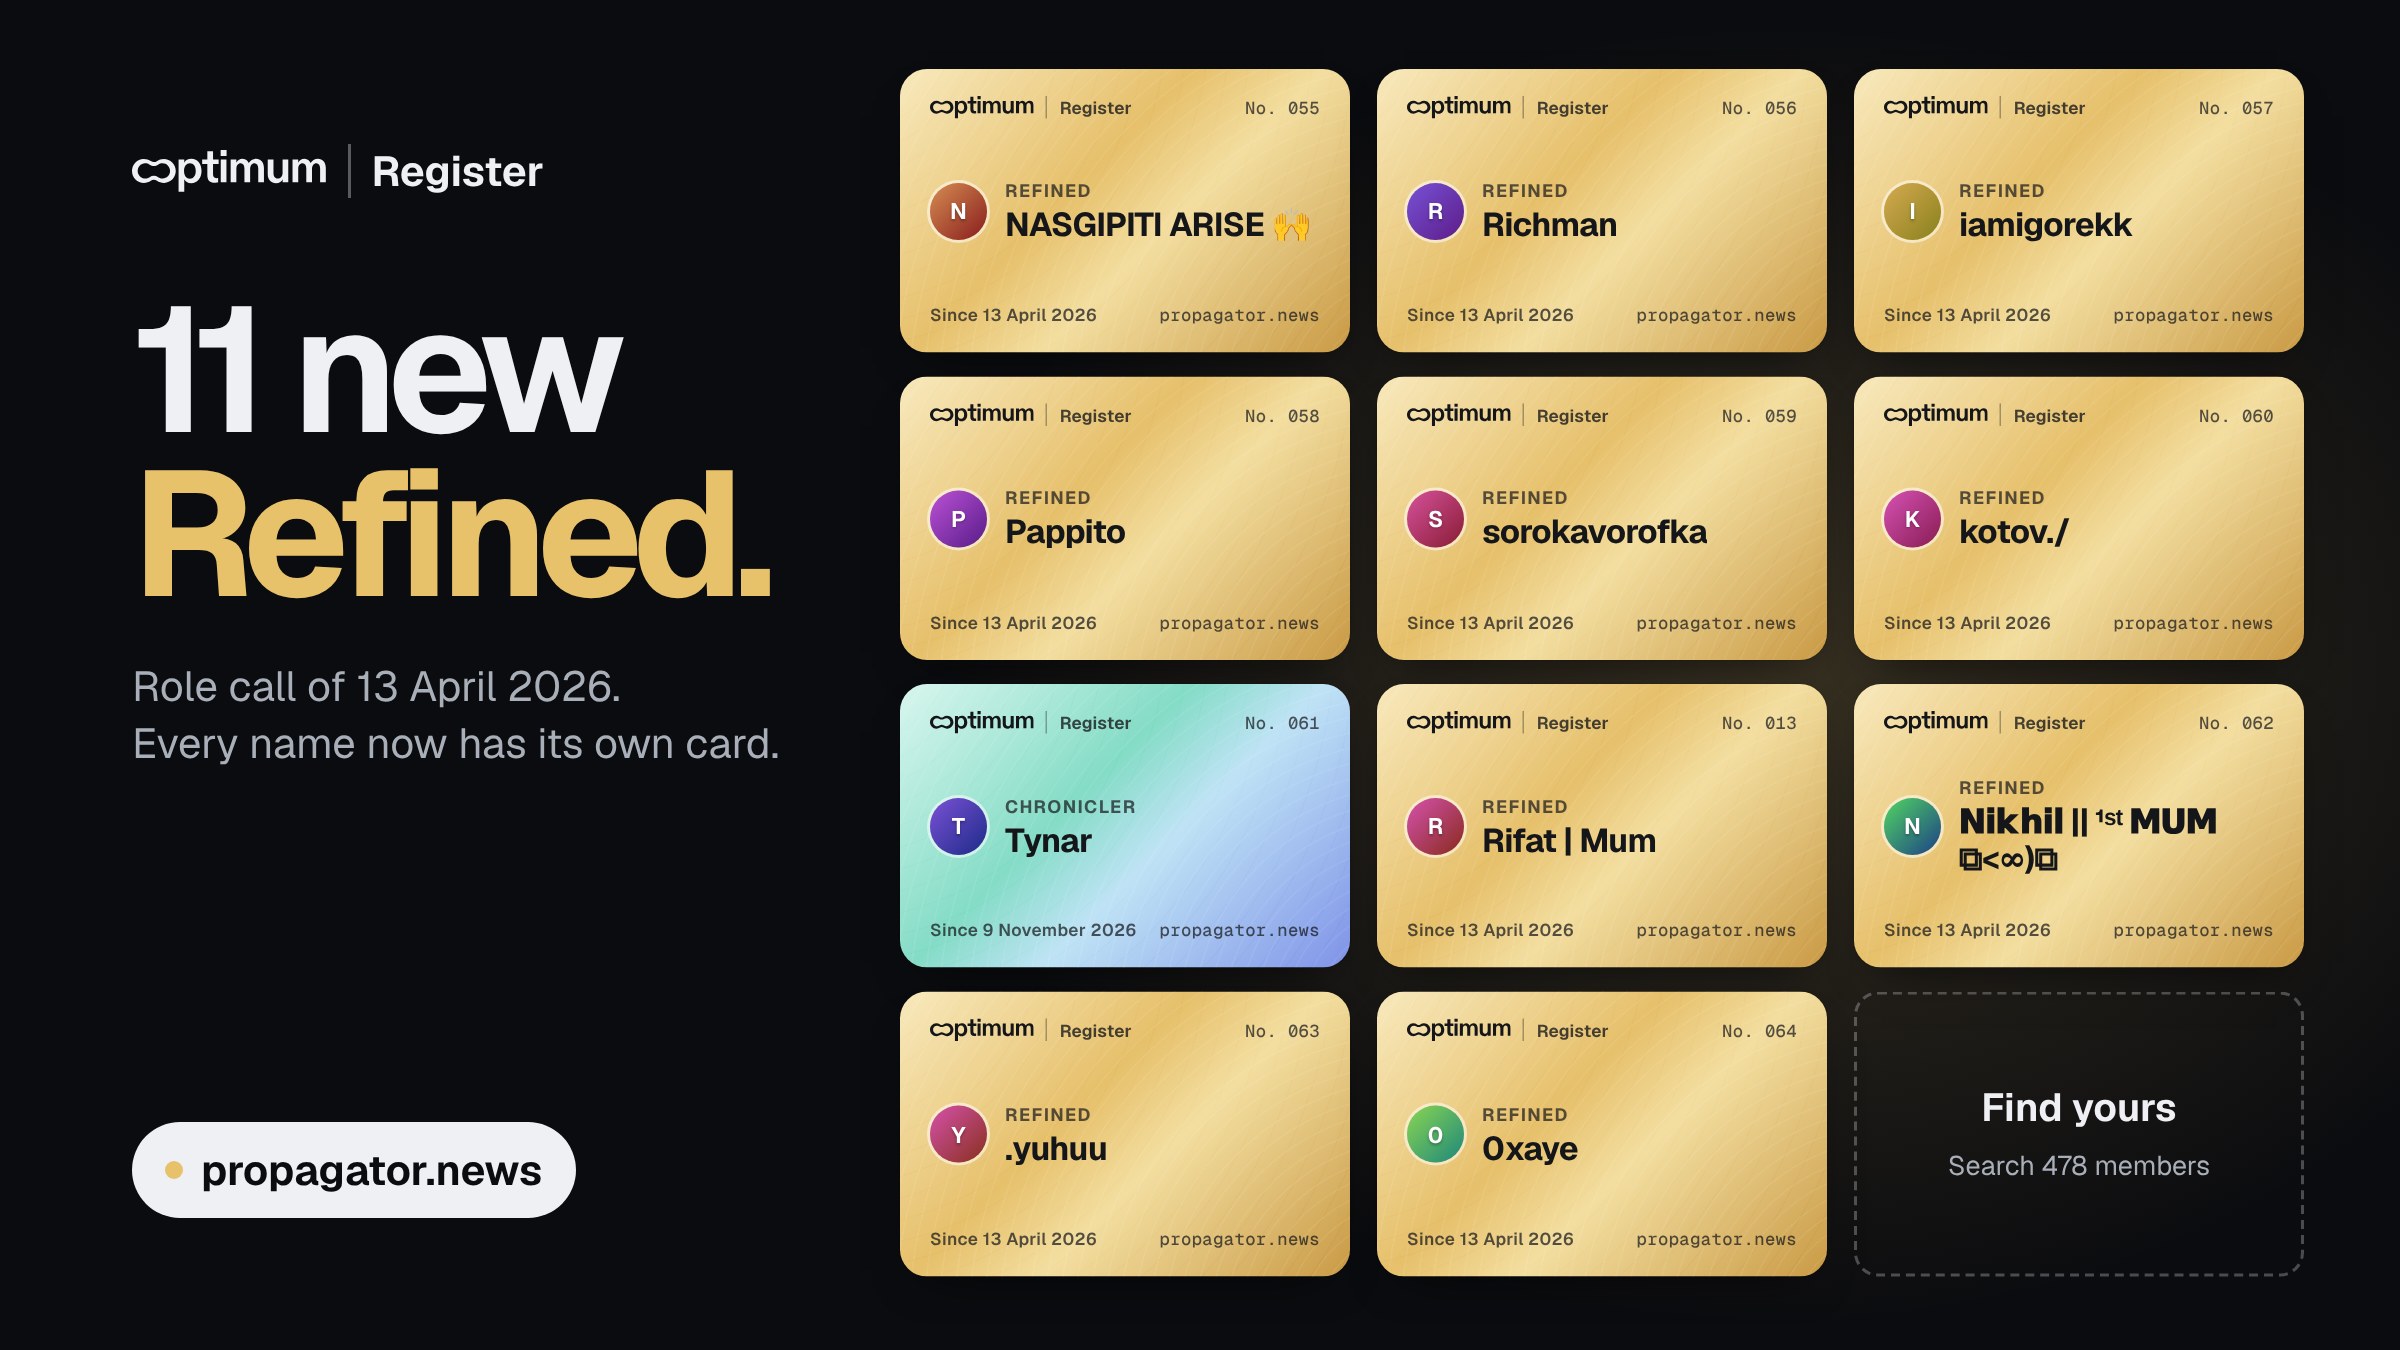 optimum | Register
11 new
Refined.
Role call of 13 April 2026.
Every name now has its own card.
propagator.news
optimum | Register No. 055
REFINED
N NASGIPITI ARISE 🙌
Since 13 April 2026 propagator.news
optimum | Register No. 056
REFINED
R Richman
Since 13 April 2026 propagator.news
optimum | Register No. 057
REFINED
I iamigorekk
Since 13 April 2026 propagator.news
optimum | Register No. 058
REFINED
P Pappito
Since 13 April 2026 propagator.news
optimum | Register No. 059
REFINED
S sorokavorofka
Since 13 April 2026 propagator.news
optimum | Register No. 060
REFINED
K kotov./
Since 13 April 2026 propagator.news
optimum | Register No. 061
CHRONICLER
T Tynar
Since 9 November 2026 propagator.news
optimum | Register No. 013
REFINED
R Rifat | Mum
Since 13 April 2026 propagator.news
optimum | Register No. 062
REFINED
N Nikhil || ¹ˢᵗ MUM
⧉<∞)⧉
Since 13 April 2026 propagator.news
optimum | Register No. 063
REFINED
Y .yuhuu
Since 13 April 2026 propagator.news
optimum | Register No. 064
REFINED
0 0xaye
Since 13 April 2026 propagator.news
Find yours
Search 478 members